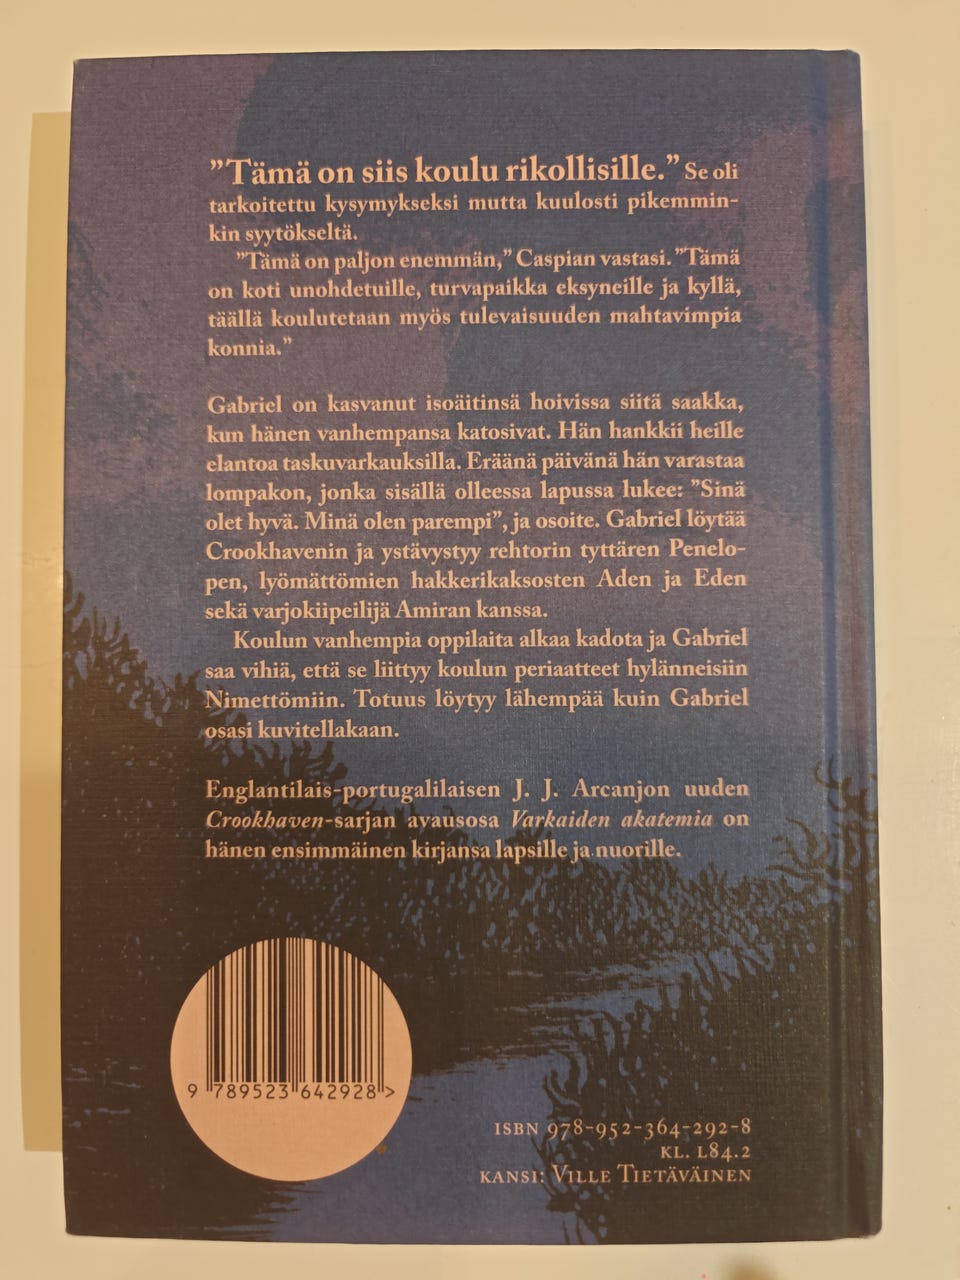 ”Tämä on siis koulu rikollisille.” Se oli
tarkoitettu kysymykseksi mutta kuulosti pikemmin-
kin syytökseltä.
”Tämä on paljon enemmän,” Caspian vastasi. ”Tämä
on koti unohdetuille, turvapaikka eksyneille ja kyllä,
täällä koulutetaan myös tulevaisuuden mahtavimpia
konnia.”
Gabriel on kasvanut isoäitinsä hoivissa siitä saakka,
kun hänen vanhempansa katosivat. Hän hankkii heille
elantoa taskuvarkauksilla. Eräänä päivänä hän varastaa
lompakon, jonka sisällä olleessa lapussa lukee: ”Sinä
olet hyvä. Minä olen parempi”, ja osoite. Gabriel löytää
Crookhavenin ja ystävystyy rehtorin tyttären Penelo-
pen, lyömättömien hakkerikaksosten Aden ja Eden
sekä varjokiipeilijä Amiran kanssa.
Koulun vanhempia oppilaita alkaa kadota ja Gabriel
saa vihiä, että se liittyy koulun periaatteet hylänneisiin
Nimettömiin. Totuus löytyy lähempää kuin Gabriel
osasi kuvitellakaan.
Englantilais-portugalilaisen J. J. Arcanjon uuden
Crookhaven-sarjan avausosa Varkaiden akatemia on
hänen ensimmäinen kirjansa lapsille ja nuorille.
9 789523 642928 >
ISBN 978-952-364-292-8
KL. L84.2
KANSI: VILLE TIETÄVÄINEN